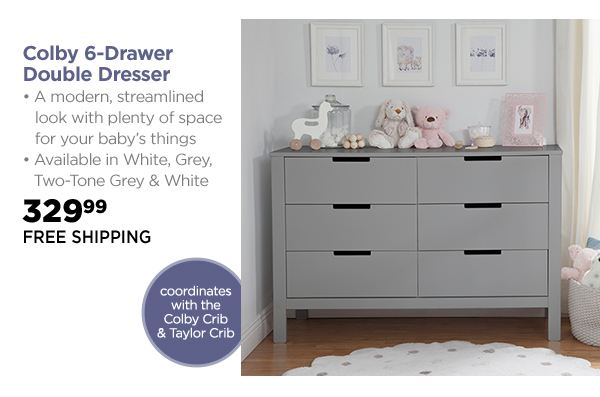 Colby 6-Drawer
Double Dresser
• A modern, streamlined
look with plenty of space
for your baby's things
• Available in White, Grey,
Two-Tone Grey & White
329⁹⁹
FREE SHIPPING
coordinates
with the
Colby Crib
& Taylor Crib